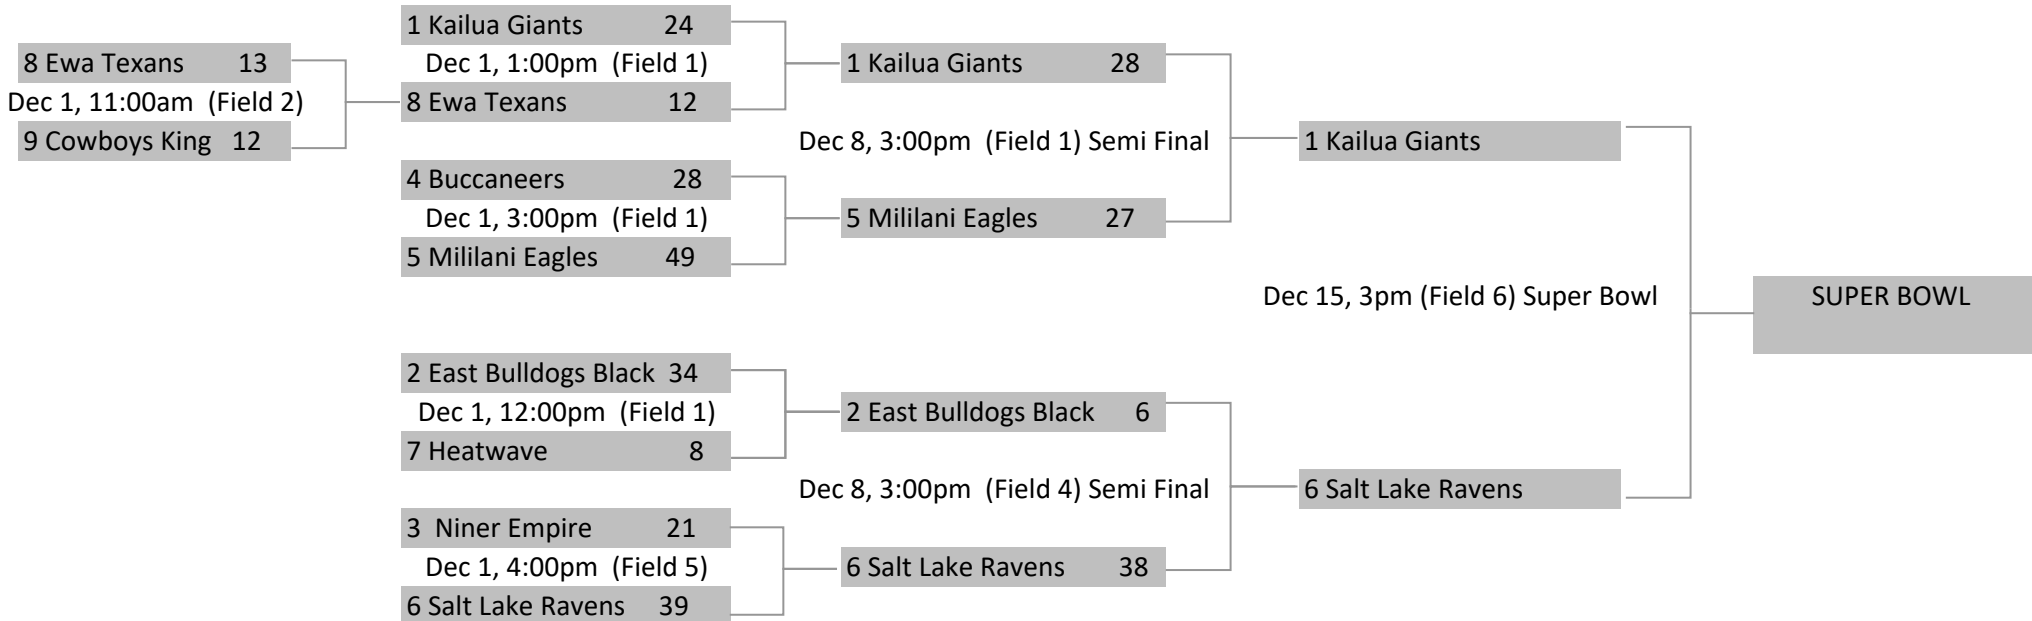 8 Ewa Texans 13
Dec 1, 11:00am (Field 2)
9 Cowboys King 12
1 Kailua Giants 24
Dec 1, 1:00pm (Field 1)
8 Ewa Texans 12
4 Buccaneers 28
Dec 1, 3:00pm (Field 1)
5 Mililani Eagles 49
2 East Bulldogs Black 34
Dec 1, 12:00pm (Field 1)
7 Heatwave 8
3 Niner Empire 21
Dec 1, 4:00pm (Field 5)
6 Salt Lake Ravens 39
1 Kailua Giants 28
Dec 8, 3:00pm (Field 1) Semi Final
5 Mililani Eagles 27
2 East Bulldogs Black 6
Dec 8, 3:00pm (Field 4) Semi Final
6 Salt Lake Ravens 38
1 Kailua Giants
Dec 15, 3pm (Field 6) Super Bowl
6 Salt Lake Ravens
SUPER BOWL